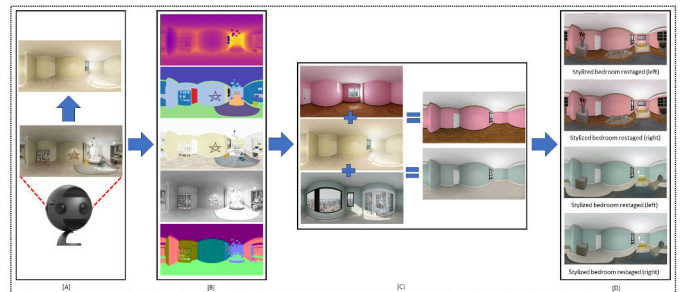 Stylized bedroom restaged (left)
Stylized bedroom restaged (right)
Stylized bedroom restaged (left)
Stylized bedroom restaged (right)
[A]
[B]
[C]
[D]